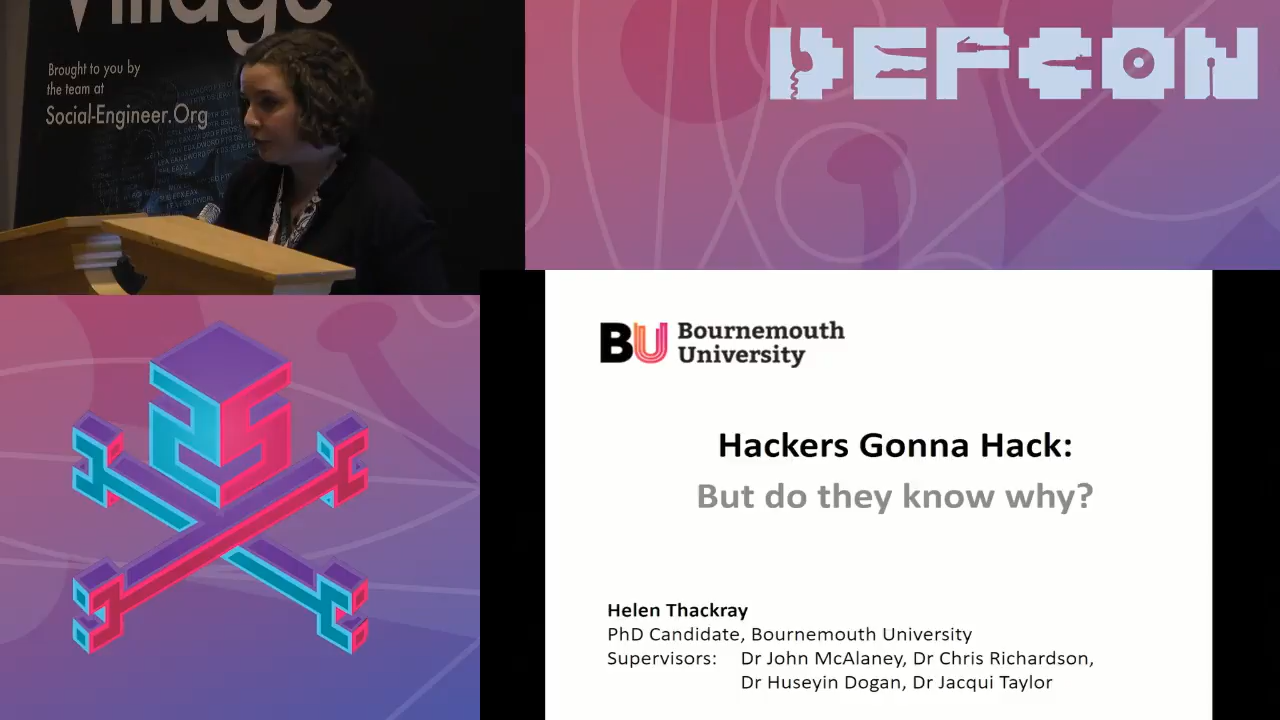 Village
Brought to you by
the team at
Social-Engineer.Org
DEFCON
25
BU Bournemouth
University
Hackers Gonna Hack:
But do they know why?
Helen Thackray
PhD Candidate, Bournemouth University
Supervisors: Dr John McAlaney, Dr Chris Richardson,
Dr Huseyin Dogan, Dr Jacqui Taylor